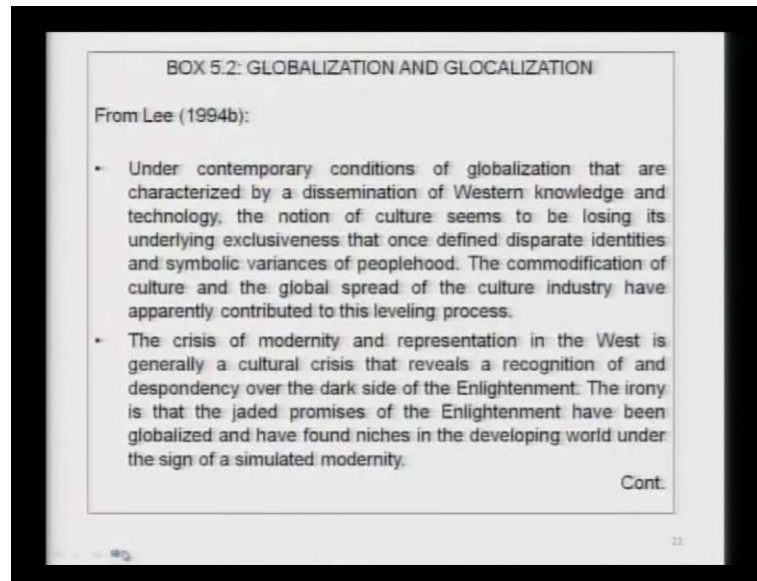 BOX 5.2: GLOBALIZATION AND GLOCALIZATION
From Lee (1994b):
• Under contemporary conditions of globalization that are
characterized by a dissemination of Western knowledge and
technology, the notion of culture seems to be losing its
underlying exclusiveness that once defined disparate identities
and symbolic variances of peoplehood. The commodification of
culture and the global spread of the culture industry have
apparently contributed to this leveling process.
• The crisis of modernity and representation in the West is
generally a cultural crisis that reveals a recognition of and
despondency over the dark side of the Enlightenment. The irony
is that the jaded promises of the Enlightenment have been
globalized and have found niches in the developing world under
the sign of a simulated modernity.
Cont.